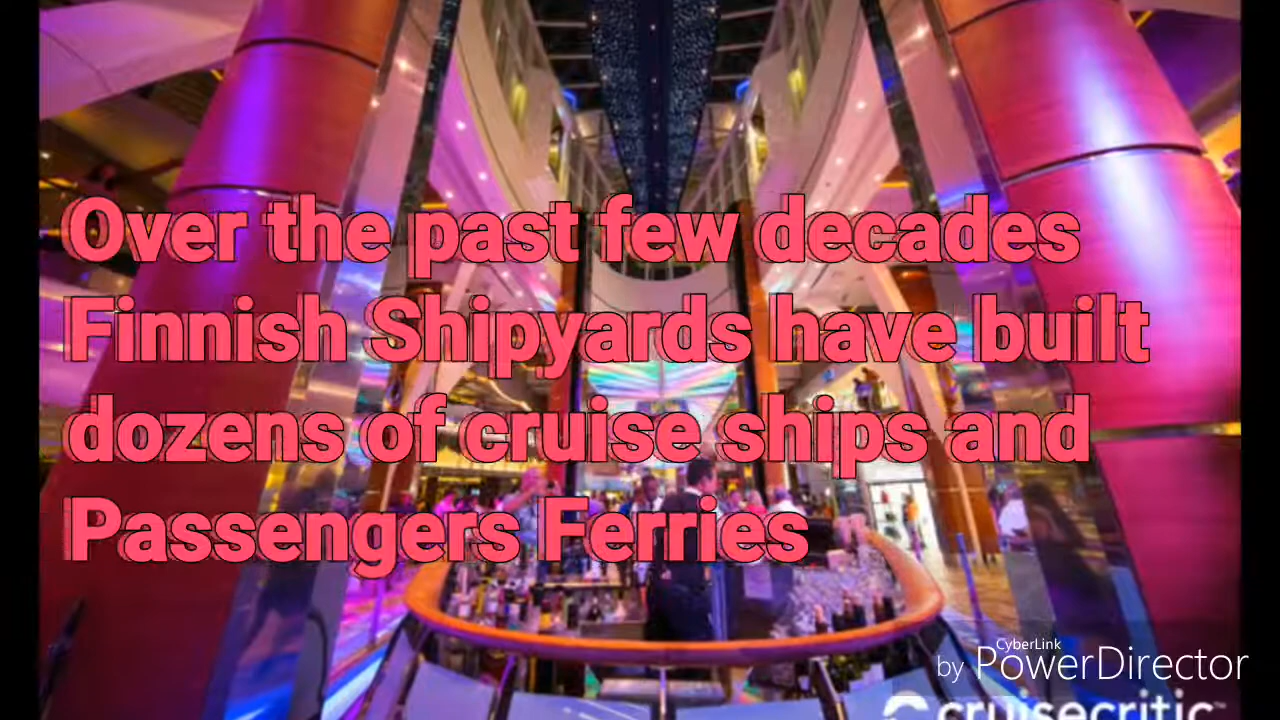 Over the past few decades
Finnish Shipyards have built
dozens of cruise ships and
Passengers Ferries
CyberLink
by PowerDirector
cruisecritic